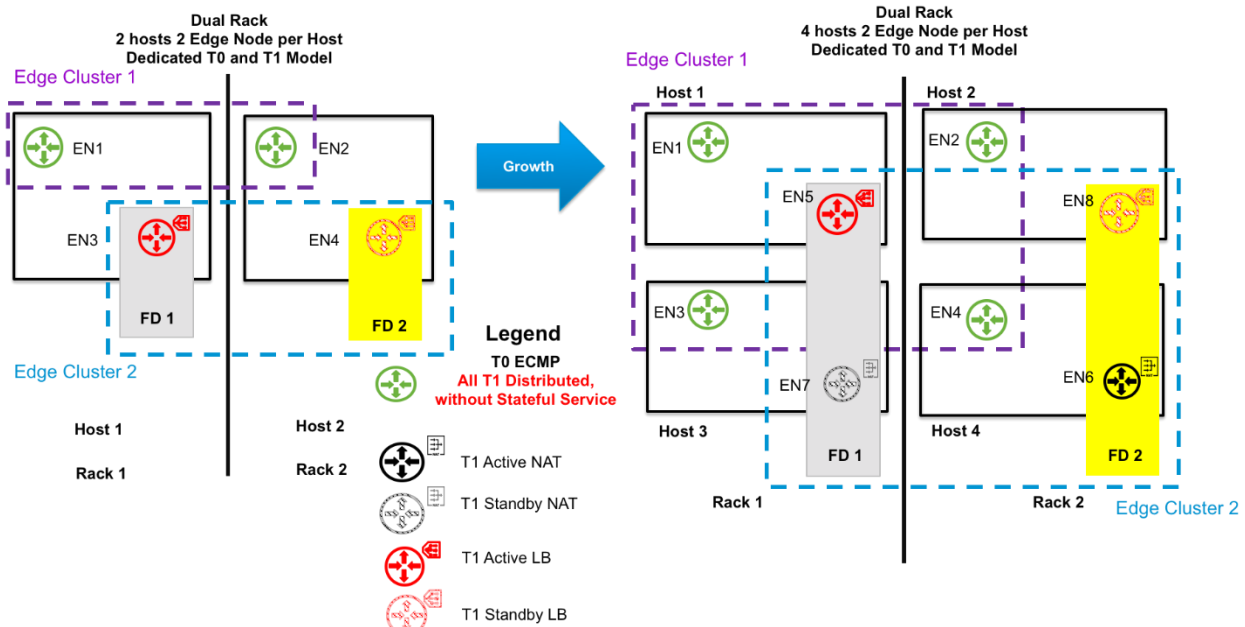 Dual Rack
2 hosts 2 Edge Node per Host
Dedicated T0 and T1 Model
Edge Cluster 1
EN1
EN2
EN3
EN4
FD 1
FD 2
Edge Cluster 2
Host 1
Host 2
Rack 1
Rack 2
Growth
Legend
T0 ECMP
All T1 Distributed,
without Stateful Service
T1 Active NAT
T1 Standby NAT
T1 Active LB
T1 Standby LB
Dual Rack
4 hosts 2 Edge Node per Host
Dedicated T0 and T1 Model
Edge Cluster 1
Host 1
Host 2
EN1
EN2
EN5
EN8
EN3
EN4
EN7
EN6
Host 3
Host 4
FD 1
FD 2
Rack 1
Rack 2
Edge Cluster 2